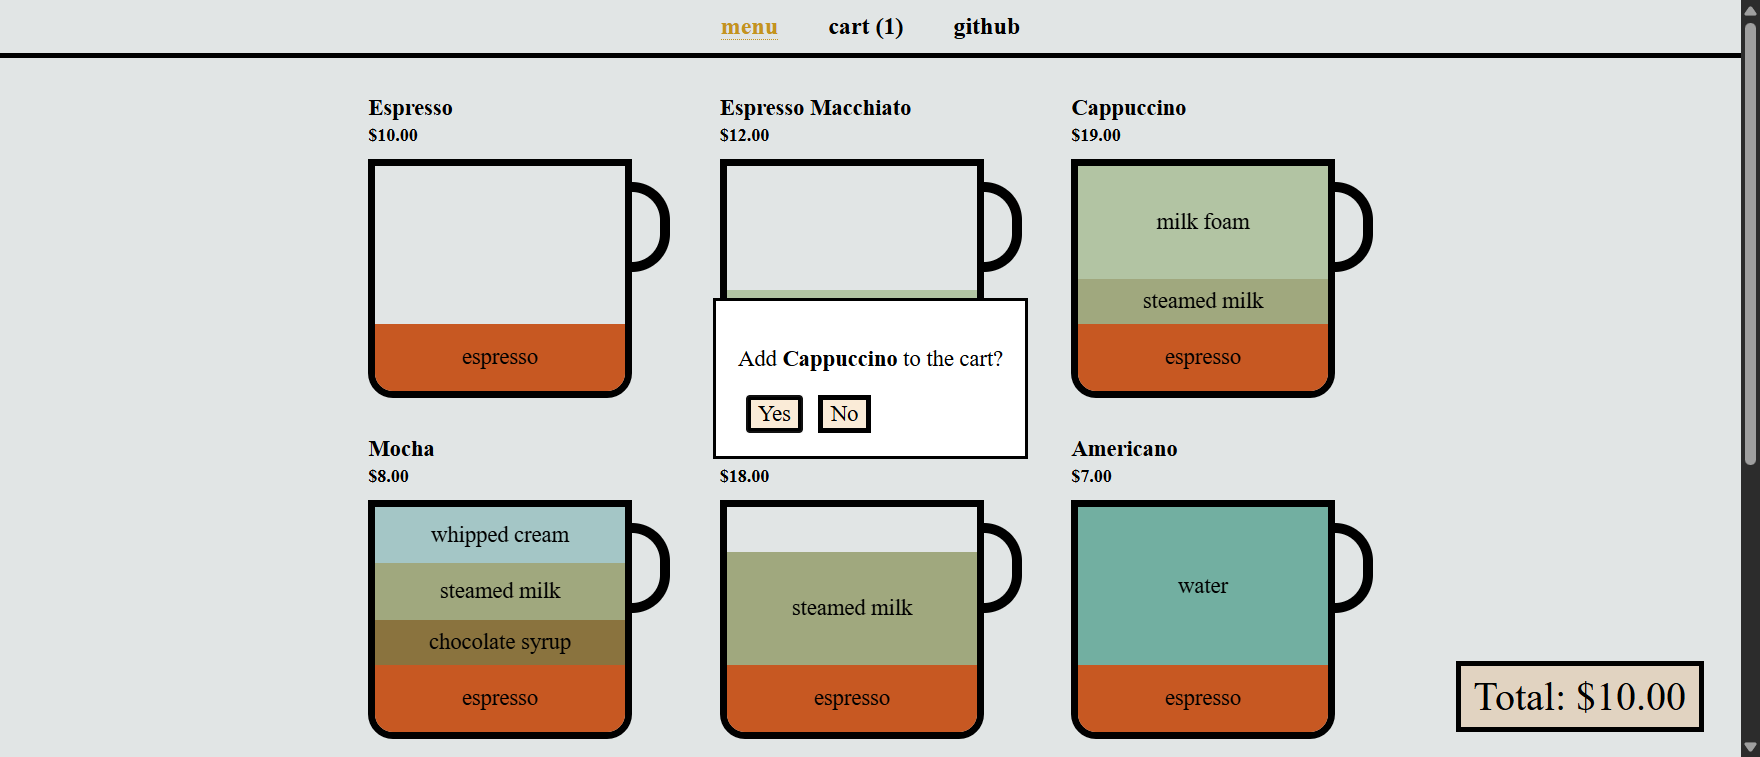 menu cart (1) github
Espresso
$10.00
espresso
Espresso Macchiato
$12.00
Cappuccino
$19.00
milk foam
steamed milk
espresso
Add Cappuccino to the cart?
Yes No
Mocha
$8.00
whipped cream
steamed milk
chocolate syrup
espresso
$18.00
steamed milk
espresso
Americano
$7.00
water
espresso
Total: $10.00